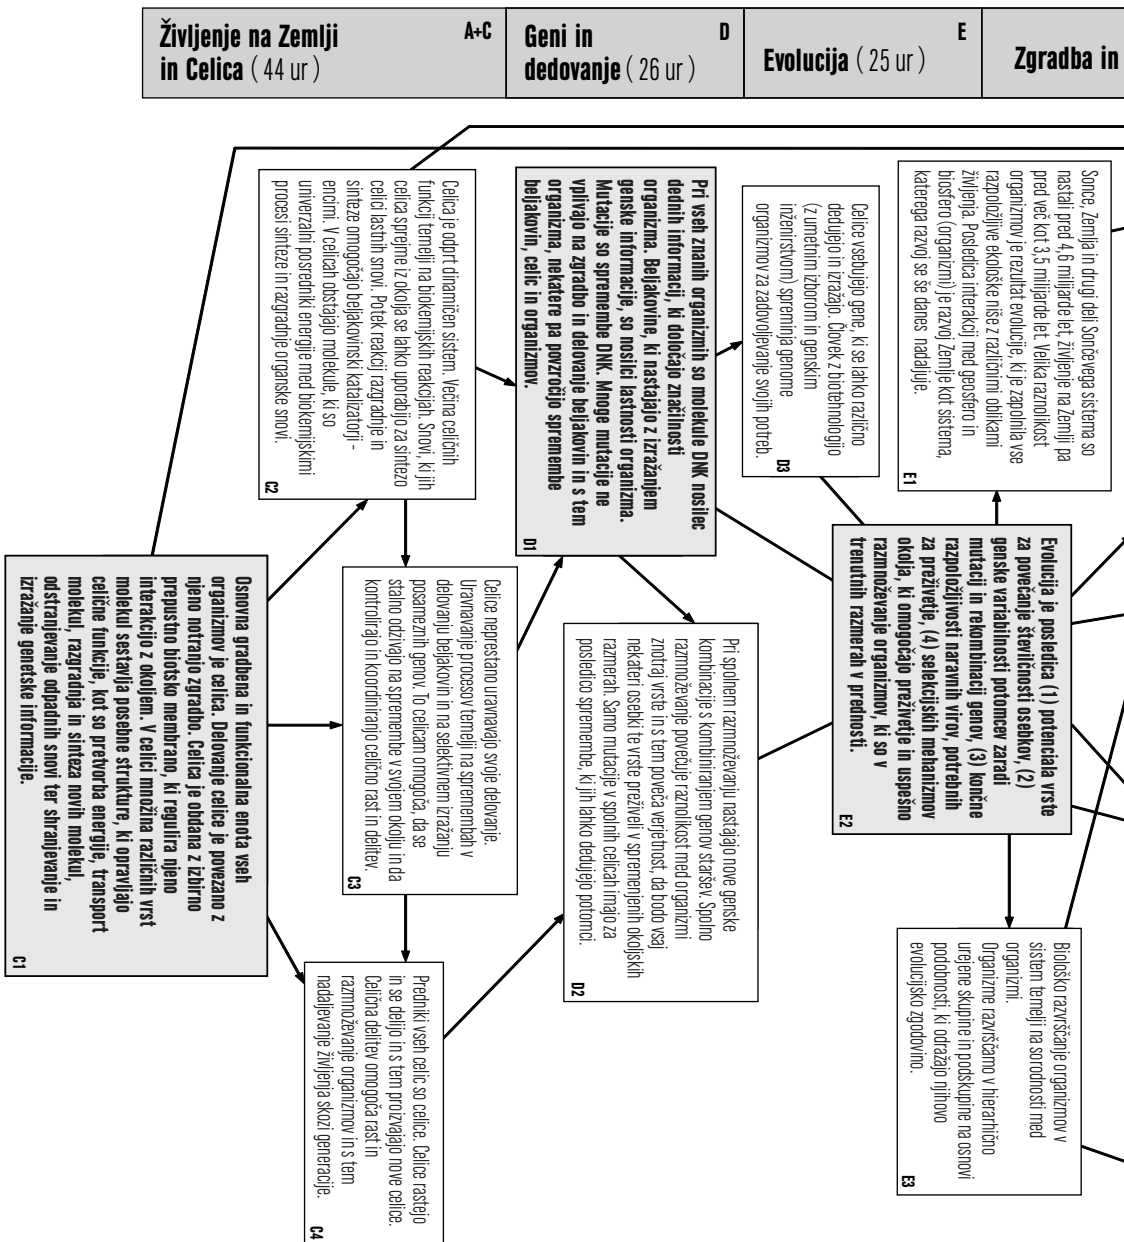 Življenje na Zemlji
in Celica ( 44 ur )
A+C
Geni in
dedovanje ( 26 ur )
D
Evolucija ( 25 ur )
E
Zgradba in
Osnovna gradbena in funkcionalna enota vseh
organizmov je celica. Delovanje celice je povezano z
njeno notranjo zgradbo. Celica je obdana z izbirno
prepustno biotsko membrano, ki regulira njeno
interakcijo z okoljem. V celici množina različnih vrst
molekul sestavlja posebne strukture, ki opravljajo
celične funkcije, kot so pretvorba energije, transport
molekul, razgradnja in sinteza novih molekul,
odstranjevanje odpadnih snovi ter shranjevanje in
izražanje genetske informacije.
C1
Celica je odprt dinamičen sistem. Večina celičnih
funkcij temelji na biokemijskih reakcijah. Snovi, ki jih
celica sprejme iz okolja se lahko uporabijo za sintezo
celici lastnih snovi. Potek reakcij razgradnje in
sinteze omogočajo beljakovinski katalizatorji -
encimi. V celicah obstajajo molekule, ki so
univerzalni posredniki energije med biokemijskimi
procesi sinteze in razgradnje organske snovi.
C2
Celice neprestano uravnavajo svoje delovanje.
Uravnavanje procesov temelji na spremembah v
delovanju beljakovin in na selektivnem izražanju
posameznih genov. To celicam omogoča, da se
stalno odzivajo na spremembe v svojem okolju in da
kontrolirajo in koordinirajo celično rast in delitev.
C3
Predniki vseh celic so celice. Celice rastejo
in se delijo in s tem proizvajajo nove celice.
Celična delitev omogoča rast in
razmnoževanje organizmov in s tem
nadaljevanje življenja skozi generacije.
C4
Pri vseh znanih organizmih so molekule DNK nosilec
dednih informacij, ki določajo značilnosti
organizma. Beljakovine, ki nastajajo z izražanjem
genske informacije, so nosilci lastnosti organizma.
Mutacije so spremembe DNK. Mnoge mutacije ne
vplivajo na zgradbo in delovanje beljakovin in s tem
organizma, nekatere pa povzročijo spremembe
beljakovin, celic in organizmov.
D1
Pri spolnem razmnoževanju nastajajo nove genske
kombinacije s kombiniranjem genov staršev. Spolno
razmnoževanje povečuje raznolikost med organizmi
znotraj vrste in s tem poveča verjetnost, da bodo vsaj
nekateri osebki te vrste preživeli v spremenjenih okoljskih
razmerah. Samo mutacije v spolnih celicah imajo za
posledico spremembe, ki jih lahko dedujejo potomci.
D2
Celice vsebujejo gene, ki se lahko različno
dedujejo in izražajo. Človek z biotehnologijo
(z umetnim izborom in genskim
inženirstvom) spreminja genome
organizmov za zadovoljevanje svojih potreb.
D3
Sonce, Zemlja in drugi deli Sončevega sistema so
nastali pred 4,6 milijarde let, življenje na Zemlji pa
pred več kot 3,5 milijarde let. Velika raznolikost
organizmov je rezultat evolucije, ki je zapolnila vse
razpoložljive ekološke niše z različnimi oblikami
življenja. Posledica interakcij med geosfero in
biosfero (organizmi) je razvoj Zemlje kot sistema,
katerega razvoj se še danes nadaljuje.
E1
Evolucija je posledica (1) potenciala vrste
za povečanje številčnosti osebkov, (2)
genske variabilnosti potomcev zaradi
mutacij in rekombinacij genov, (3) končne
razpoložljivosti naravnih virov, potrebnih
za preživetje, (4) selekcijskih mehanizmov
okolja, ki omogočajo preživetje in uspešno
razmnoževanje organizmov, ki so v
trenutnih razmerah v prednosti.
E2
Biološko razvrščanje organizmov v
sistem temelji na sorodnosti med
organizmi.
Organizme razvrščamo v hierarhično
urejene skupine in podskupine na osnovi
podobnosti, ki odražajo njihovo
evolucijsko zgodovino.
E3